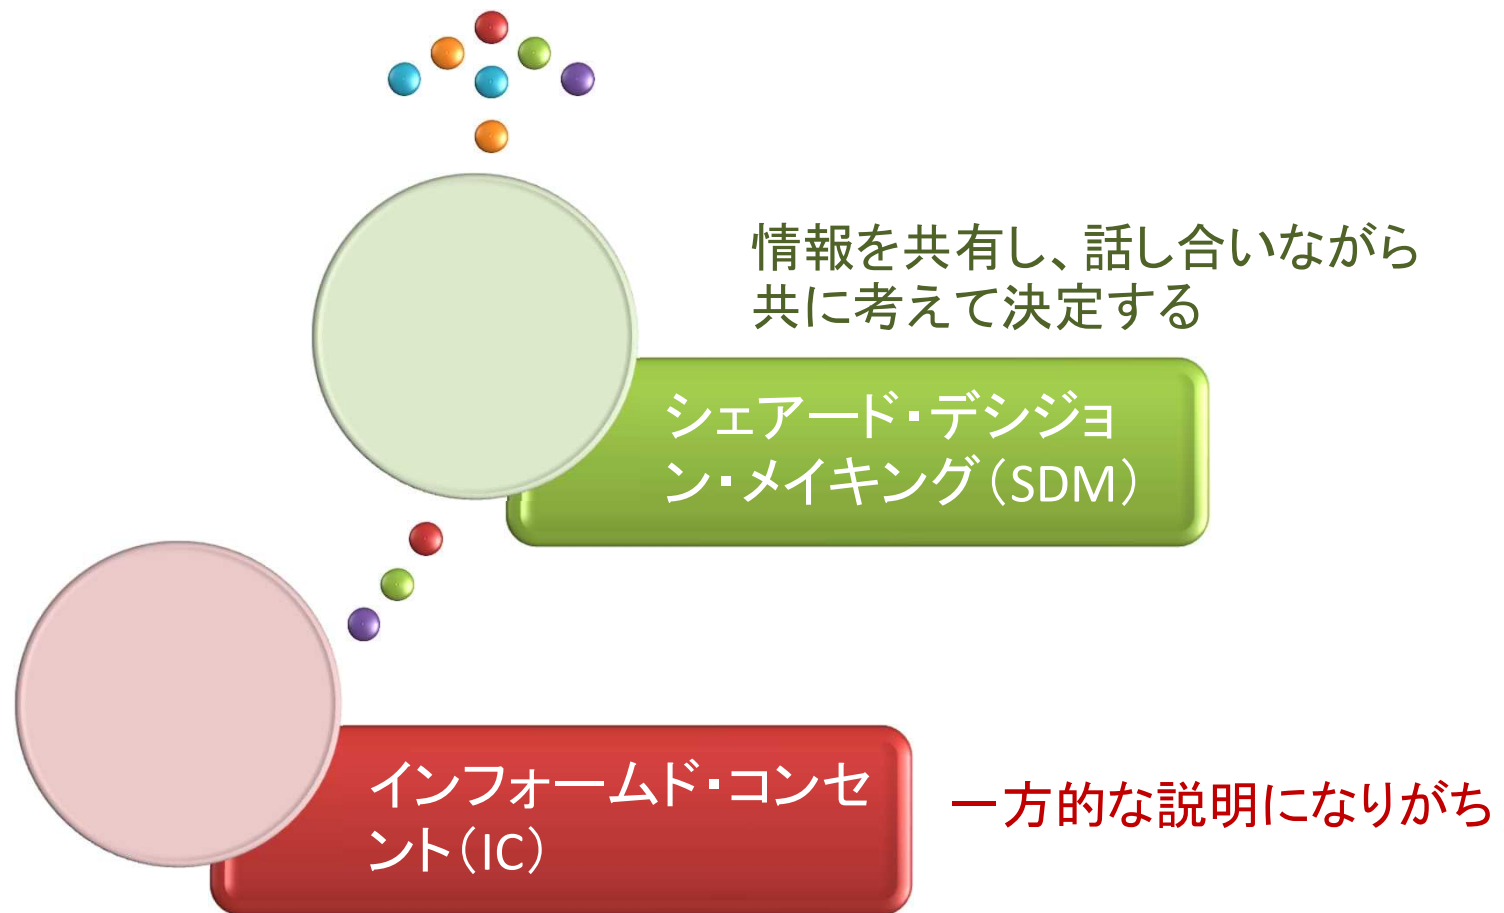 情報を共有し、話し合いながら
共に考えて決定する
シェアード・デシジョ
ン・メイキング（SDM）
インフォームド・コンセ
ント（IC）
一方的な説明になりがち